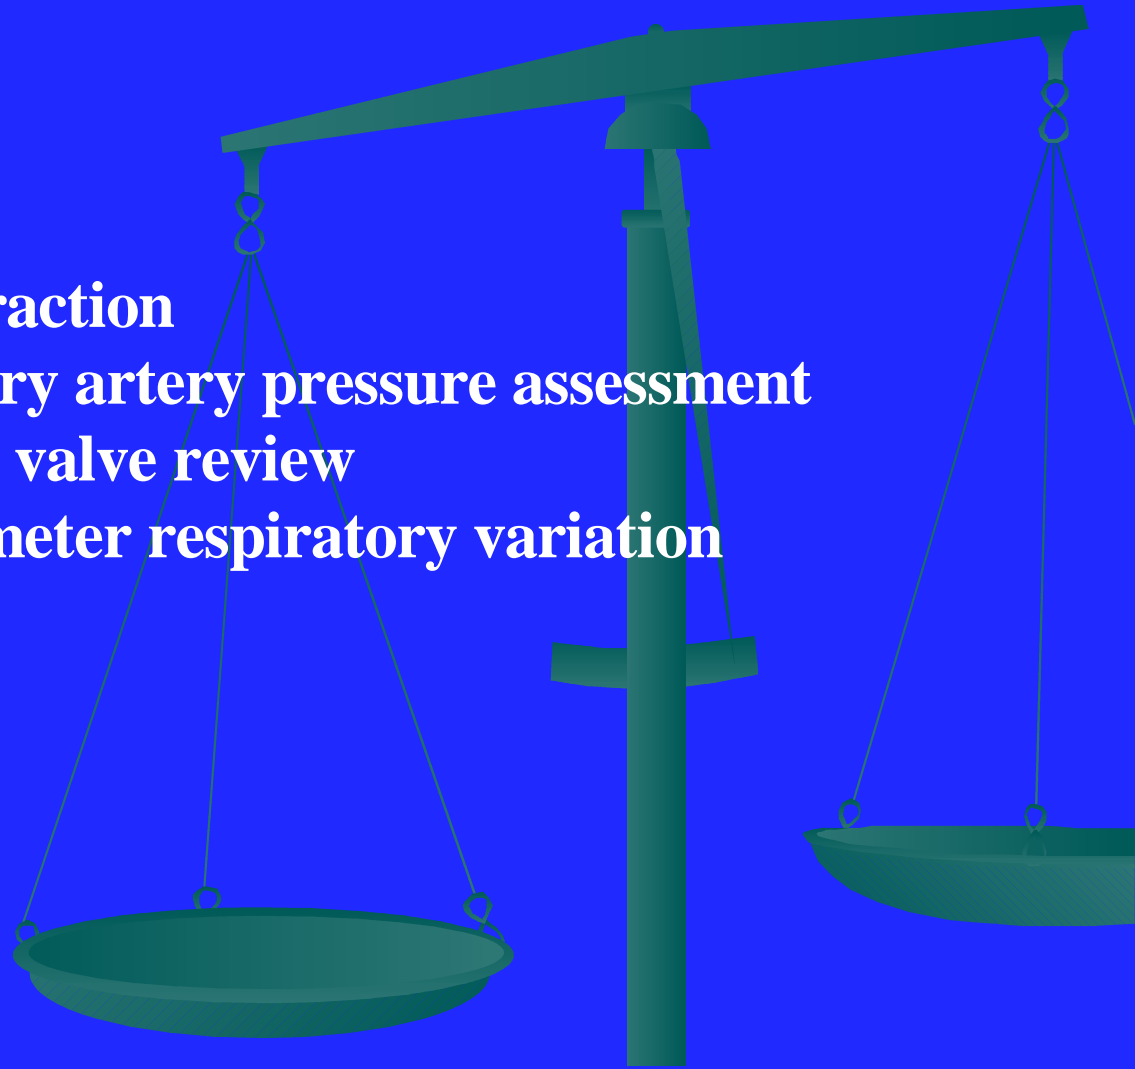 raction
ry artery pressure assessment
valve review
meter respiratory variation